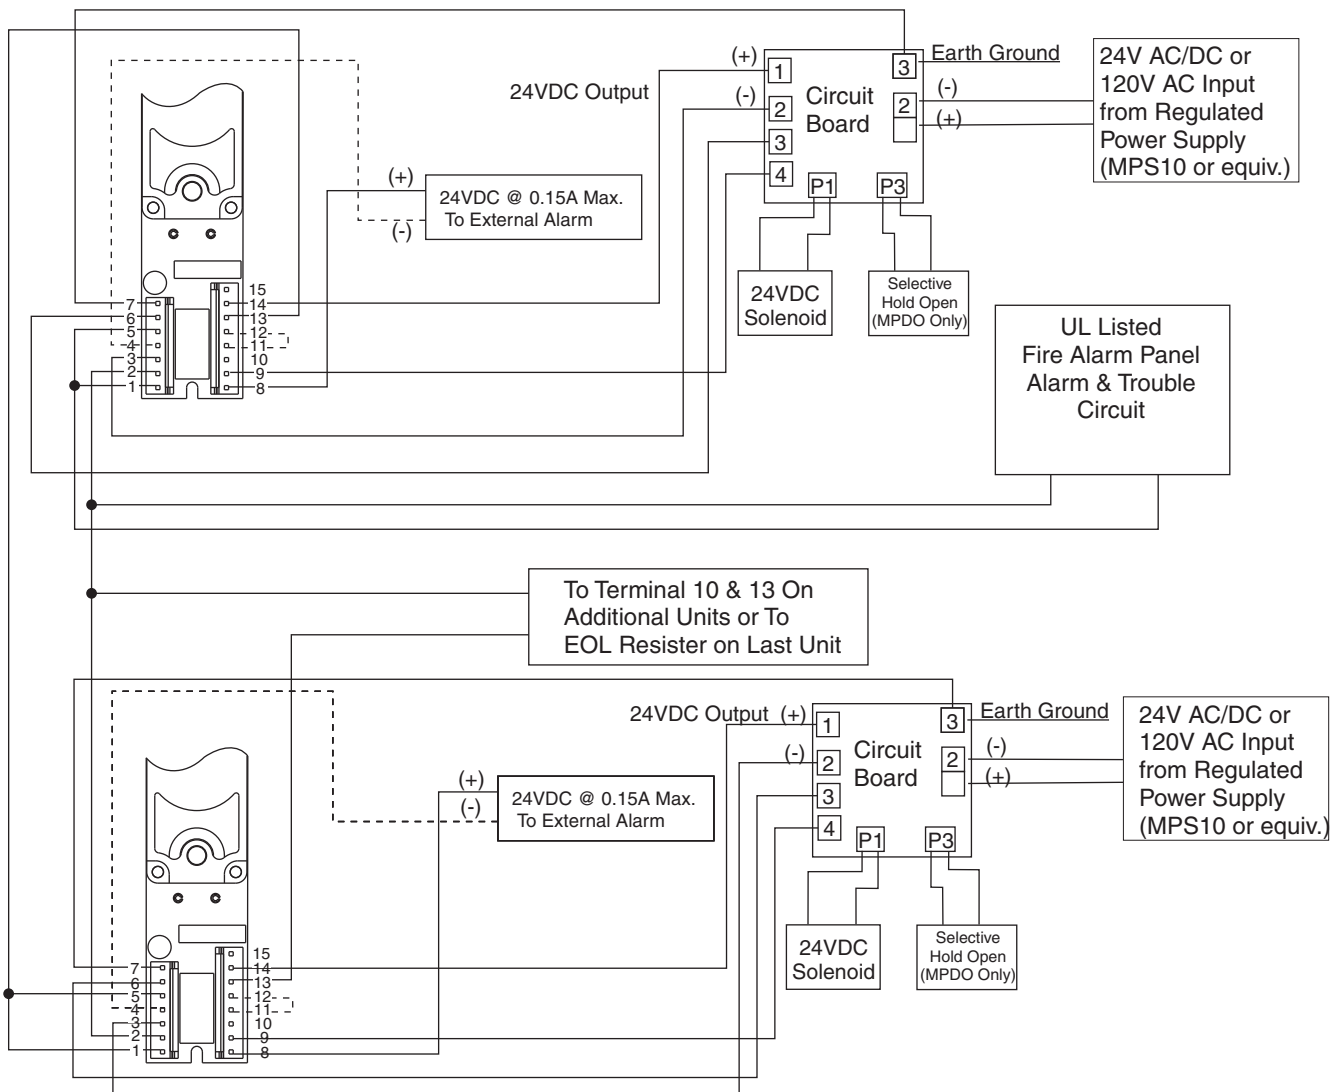 (+)
24VDC Output
(-)
1
2
3
4
Circuit
Board
3
2
Earth Ground
(-)
(+)
P1
P3
24V AC/DC or
120V AC Input
from Regulated
Power Supply
(MPS10 or equiv.)
(+)
24VDC @ 0.15A Max.
To External Alarm
(-)
24VDC
Solenoid
Selective
Hold Open
(MPDO Only)
7
6
5
4
3
2
1
15
14
13
12
11
10
9
8
UL Listed
Fire Alarm Panel
Alarm & Trouble
Circuit
To Terminal 10 & 13 On
Additional Units or To
EOL Resister on Last Unit
24VDC Output (+)
(-)
1
2
3
4
Circuit
Board
3
2
Earth Ground
(-)
(+)
P1
P3
24V AC/DC or
120V AC Input
from Regulated
Power Supply
(MPS10 or equiv.)
(+)
(-)
24VDC @ 0.15A Max.
To External Alarm
24VDC
Solenoid
Selective
Hold Open
(MPDO Only)
7
6
5
4
3
2
1
15
14
13
12
11
10
9
8